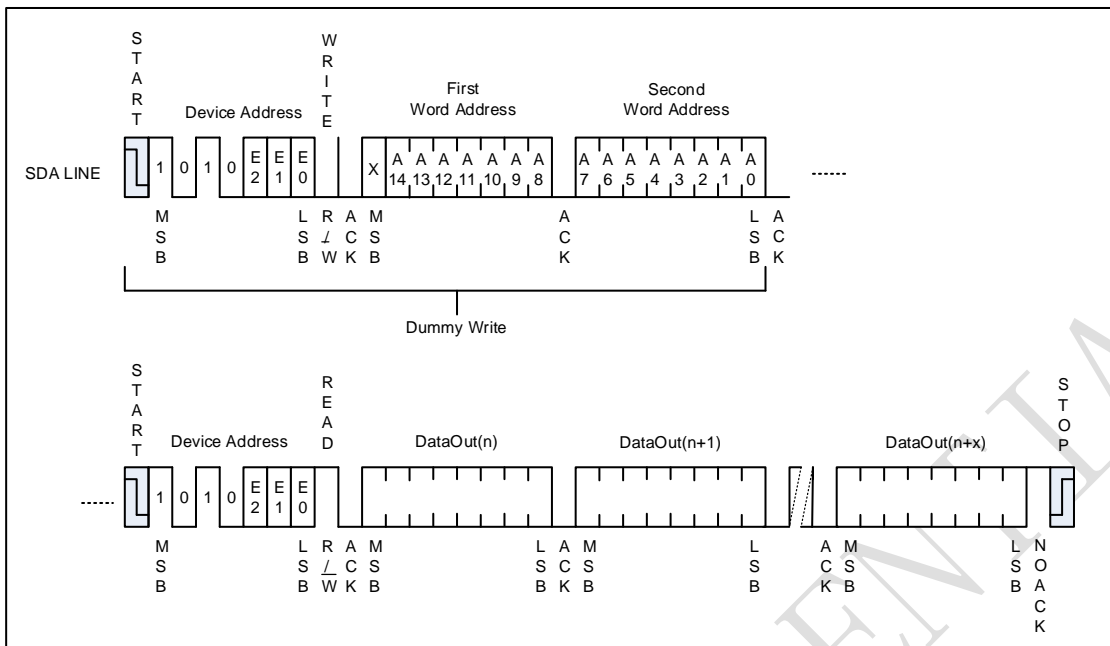 START
WRITE
Device Address
First
Word Address
Second
Word Address
SDA LINE
1 0 1 0 E2 E1 E0
X A14 A13 A12 A11 A10 A9 A8
A7 A6 A5 A4 A3 A2 A1 A0
......
MSB
LSB
R/W
ACK
MSB
ACK
LSB
ACK
Dummy Write
START
READ
STOP
Device Address
DataOut(n)
DataOut(n+1)
DataOut(n+x)
......
1 0 1 0 E2 E1 E0
MSB
LSB
R/W
ACK
MSB
LSB
ACK
MSB
LSB
ACK
MSB
LSB
NOACK